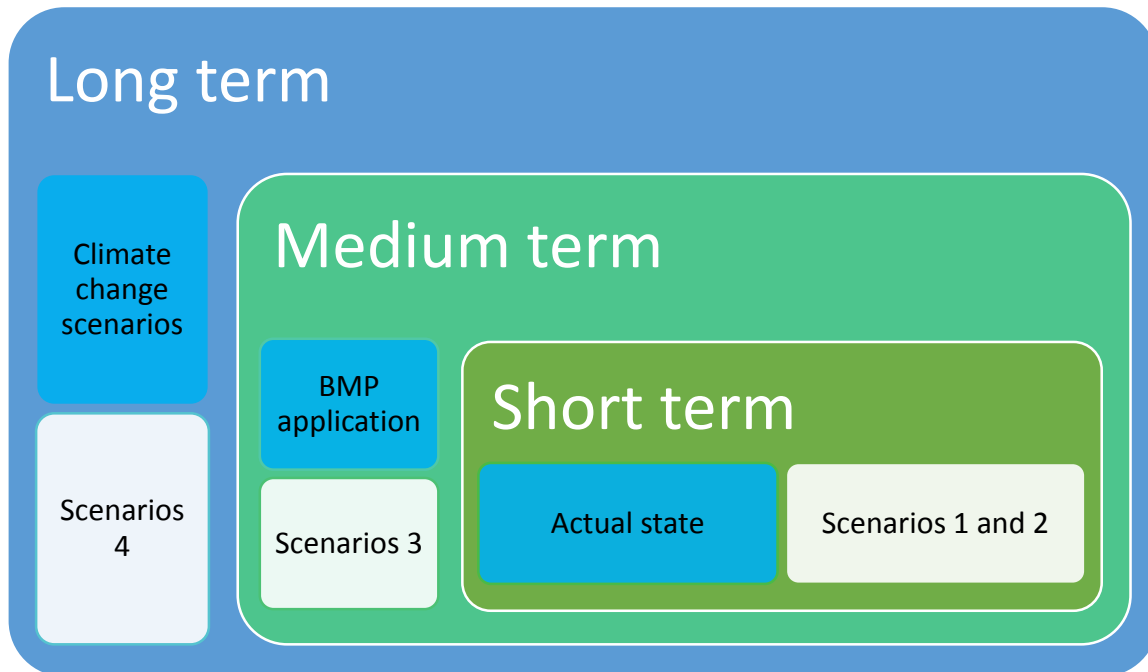 Long term
Climate
change
scenarios
Scenarios
4
Medium term
BMP
application
Scenarios 3
Short term
Actual state
Scenarios 1 and 2